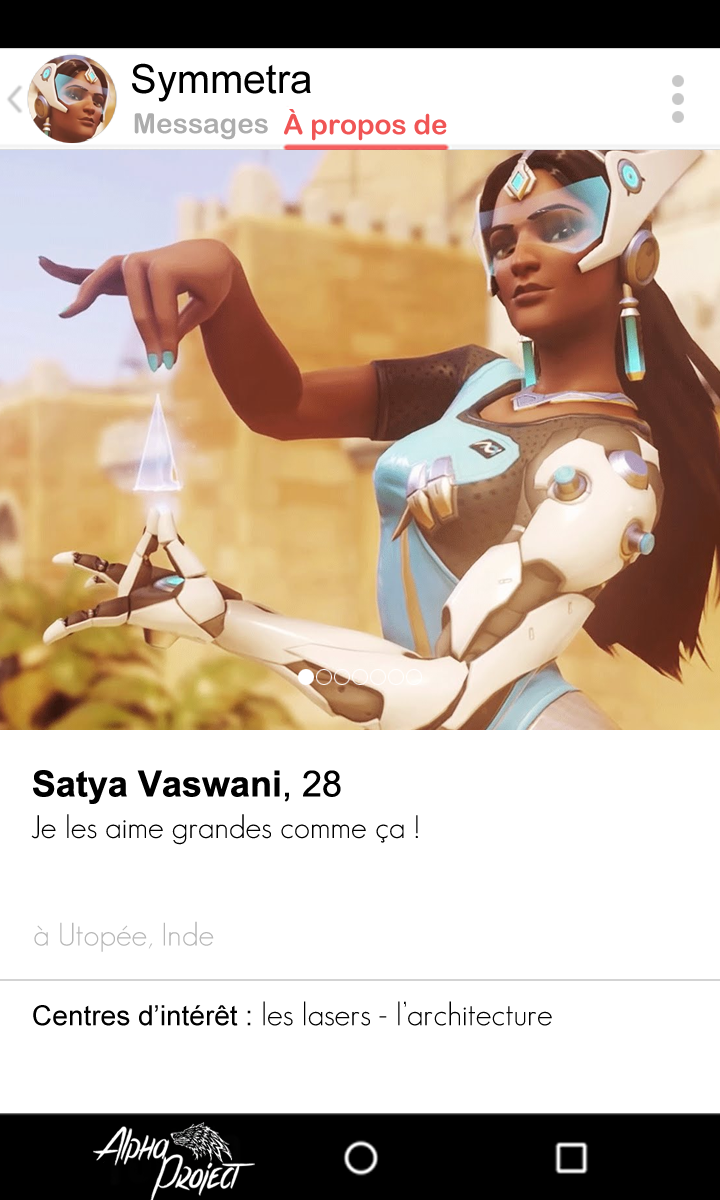 Symmetra
Messages À propos de
Satya Vaswani, 28
Je les aime grandes comme ça !
à Utopée, Inde
Centres d'intérêt : les lasers - l'architecture
Alpha
Project